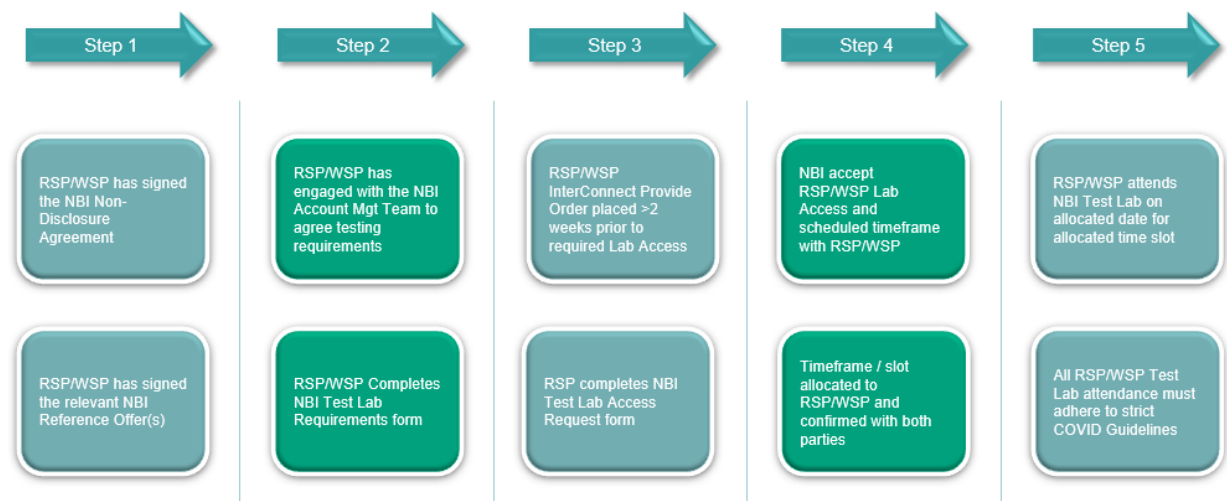 Step 1
Step 2
Step 3
Step 4
Step 5
RSP/WSP has signed
the NBI Non-
Disclosure
Agreement
RSP/WSP has
engaged with the NBI
Account Mgt Team to
agree testing
requirements
RSP/WSP
InterConnect Provide
Order placed >2
weeks prior to
required Lab Access
NBI accept
RSP/WSP Lab
Access and
scheduled timeframe
with RSP/WSP
RSP/WSP attends
NBI Test Lab on
allocated date for
allocated time slot
RSP/WSP has signed
the relevant NBI
Reference Offer(s)
RSP/WSP Completes
NBI Test Lab
Requirements form
RSP completes NBI
Test Lab Access
Request form
Timeframe / slot
allocated to
RSP/WSP and
confirmed with both
parties
All RSP/WSP Test
Lab attendance must
adhere to strict
COVID Guidelines